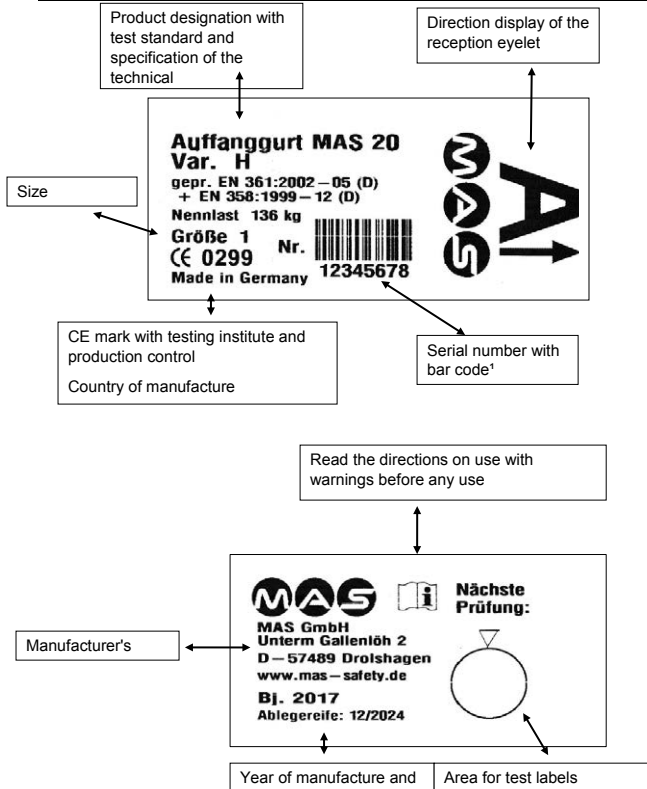 Product designation with
test standard and
specification of the
technical
Direction display of the
reception eyelet
Auffanggurt MAS 20
Var. H
gepr. EN 361:2002–05 (D)
+ EN 358:1999–12 (D)
Nennlast 136 kg
Größe 1
CE 0299
Made in Germany
Nr.
12345678
MAS
A
Size
CE mark with testing institute and
production control
Country of manufacture
Serial number with
bar code¹
Read the directions on use with
warnings before any use
MAS
MAS GmbH
Unterm Gallenlöh 2
D–57489 Drolshagen
www.mas–safety.de
Bj. 2017
Ablegereife: 12/2024
i
Nächste
Prüfung:
Manufacturer's
Year of manufacture and
Area for test labels